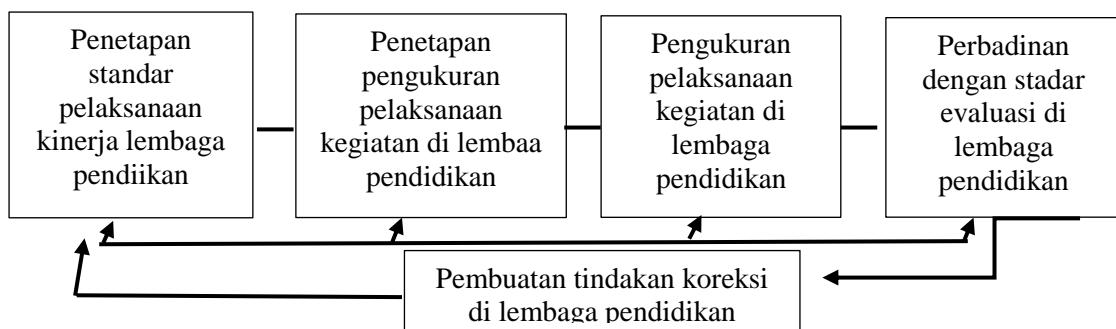 Penetapan
standar
pelaksanaan
kinerja lembaga
pendiikan
Penetapan
pengukuran
pelaksanaan
kegiatan di lembaa
pendidikan
Pengukuran
pelaksanaan
kegiatan di
lembaga
pendidikan
Perbadinan
dengan stadar
evaluasi di
lembaga
pendidikan
Pembuatan tindakan koreksi
di lembaga pendidikan